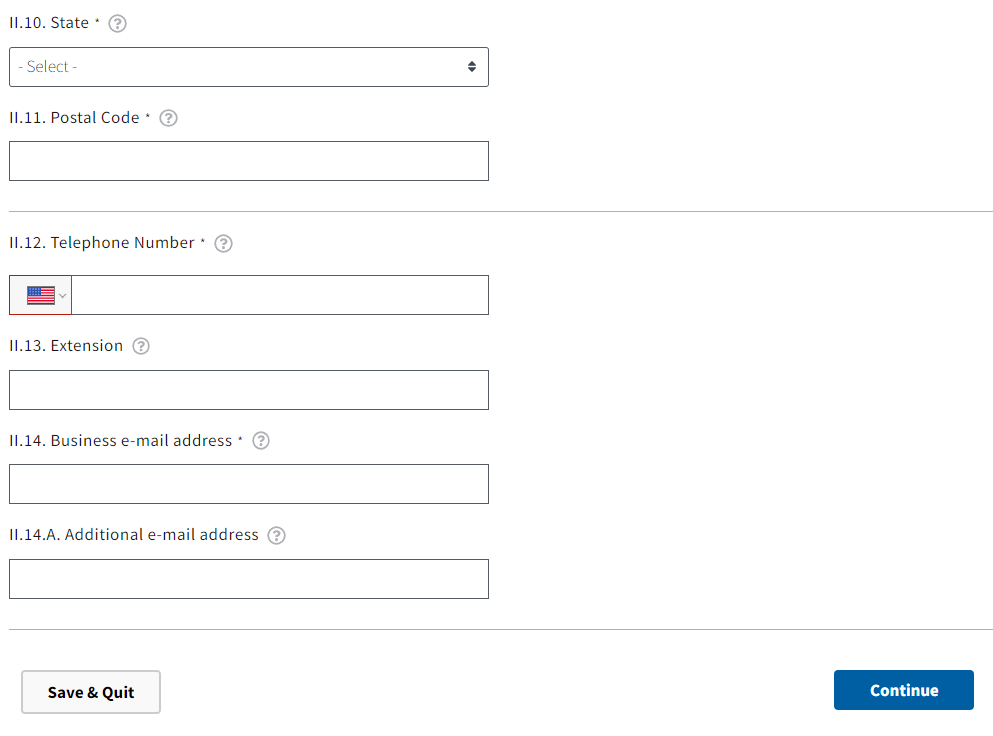 II.10. State *
- Select -
II.11. Postal Code *
II.12. Telephone Number *
II.13. Extension
II.14. Business e-mail address *
II.14.A. Additional e-mail address
Save & Quit
Continue